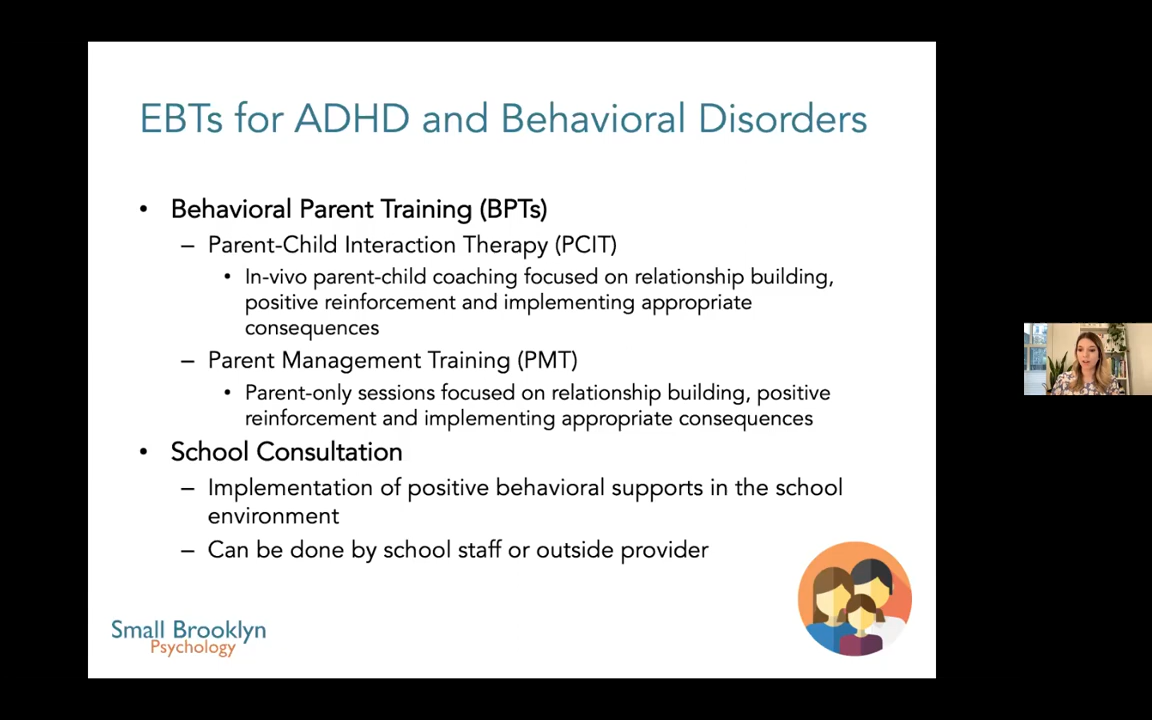 EBTs for ADHD and Behavioral Disorders
• Behavioral Parent Training (BPTs)
– Parent-Child Interaction Therapy (PCIT)
• In-vivo parent-child coaching focused on relationship building,
positive reinforcement and implementing appropriate
consequences
– Parent Management Training (PMT)
• Parent-only sessions focused on relationship building, positive
reinforcement and implementing appropriate consequences
• School Consultation
– Implementation of positive behavioral supports in the school
environment
– Can be done by school staff or outside provider
Small Brooklyn
Psychology